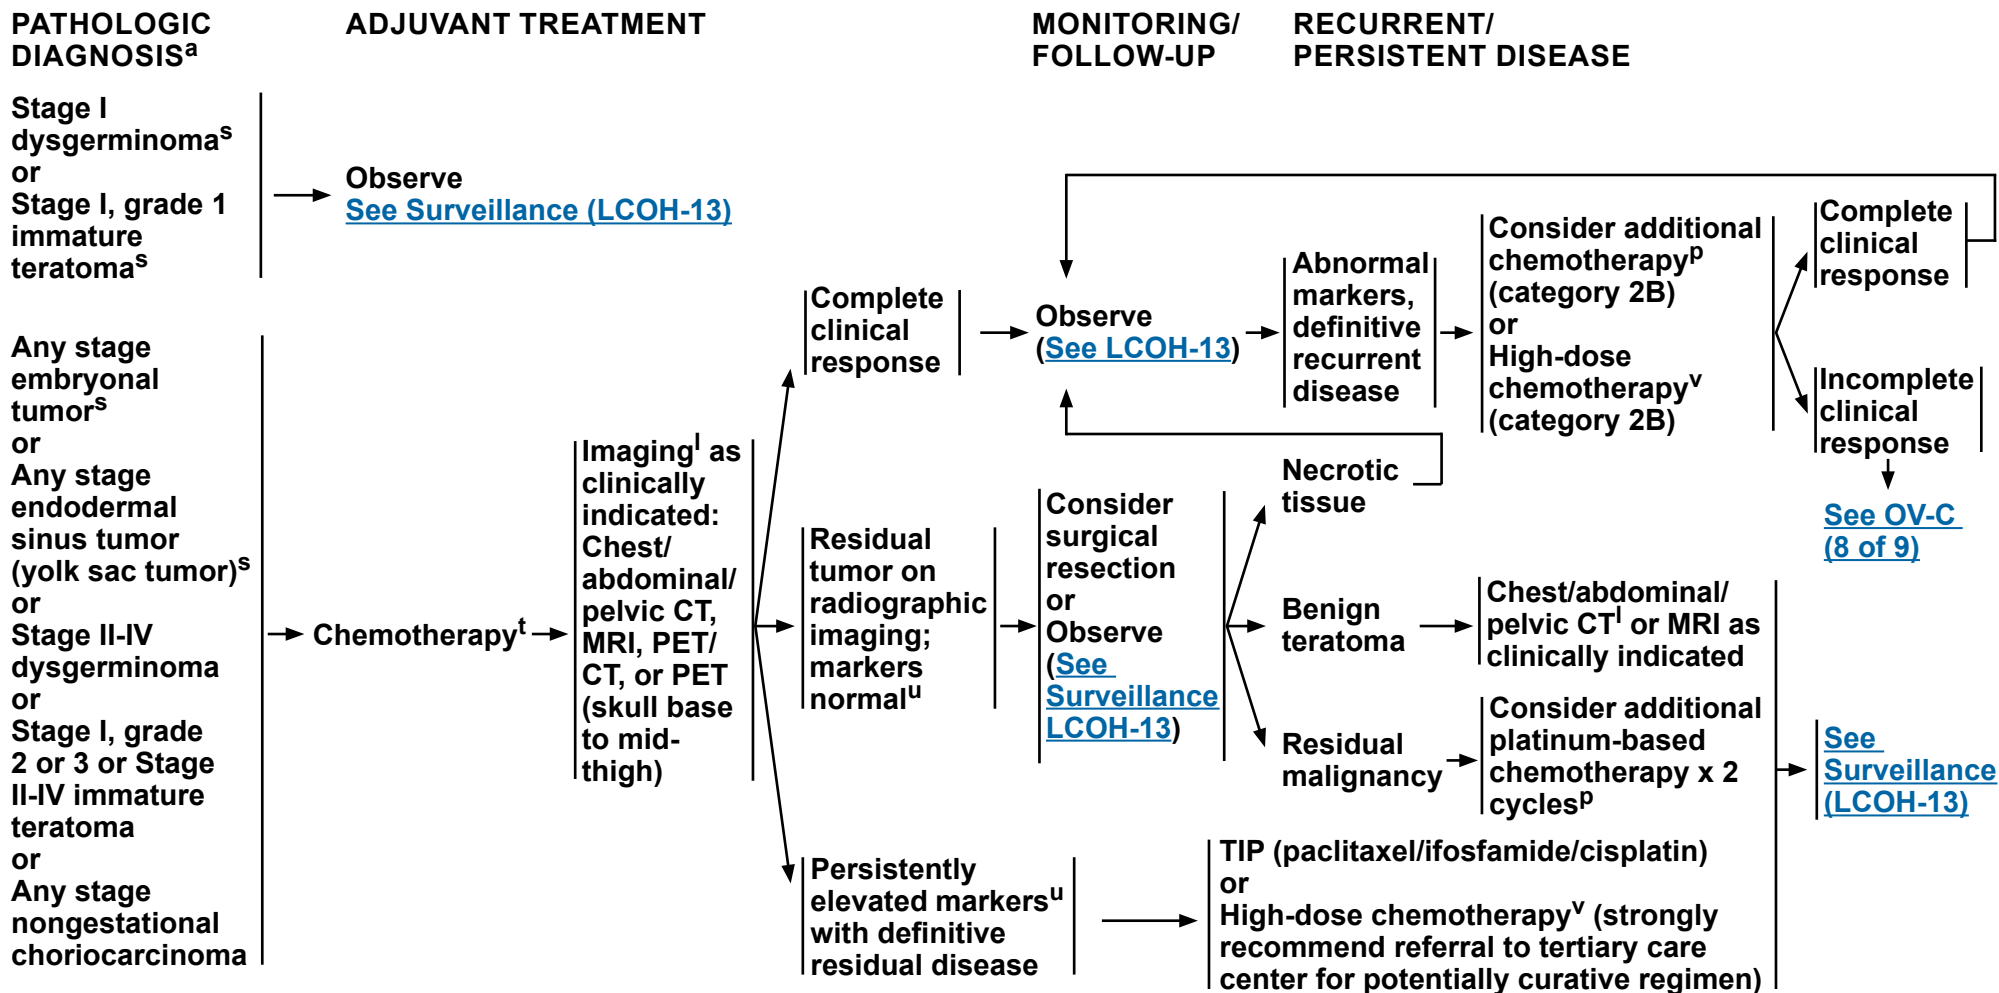 PATHOLOGIC
DIAGNOSISa
ADJUVANT TREATMENT
MONITORING/
FOLLOW-UP
RECURRENT/
PERSISTENT DISEASE
Stage I
dysgerminomas
or
Stage I, grade 1
immature
teratomas
Observe
See Surveillance (LCOH-13)
Any stage
embryonal
tumors
or
Any stage
endodermal
sinus tumor
(yolk sac tumor)s
or
Stage II-IV
dysgerminoma
or
Stage I, grade
2 or 3 or Stage
II-IV immature
teratoma
or
Any stage
nongestational
choriocarcinoma
Chemotherapyt
Imagingl as
clinically
indicated:
Chest/
abdominal/
pelvic CT,
MRI, PET/
CT, or PET
(skull base
to mid-
thigh)
Complete
clinical
response
Observe
(See LCOH-13)
Abnormal
markers,
definitive
recurrent
disease
Consider additional
chemotherapyp
(category 2B)
or
High-dose
chemotherapyv
(category 2B)
Complete
clinical
response
Incomplete
clinical
response
See OV-C
(8 of 9)
Residual
tumor on
radiographic
imaging;
markers
normalu
Consider
surgical
resection
or
Observe
(See
Surveillance
LCOH-13)
Necrotic
tissue
Benign
teratoma
Chest/abdominal/
pelvic CTl or MRI as
clinically indicated
Residual
malignancy
Consider additional
platinum-based
chemotherapy x 2
cyclesp
See
Surveillance
(LCOH-13)
Persistently
elevated markersu
with definitive
residual disease
TIP (paclitaxel/ifosfamide/cisplatin)
or
High-dose chemotherapyv (strongly
recommend referral to tertiary care
center for potentially curative regimen)